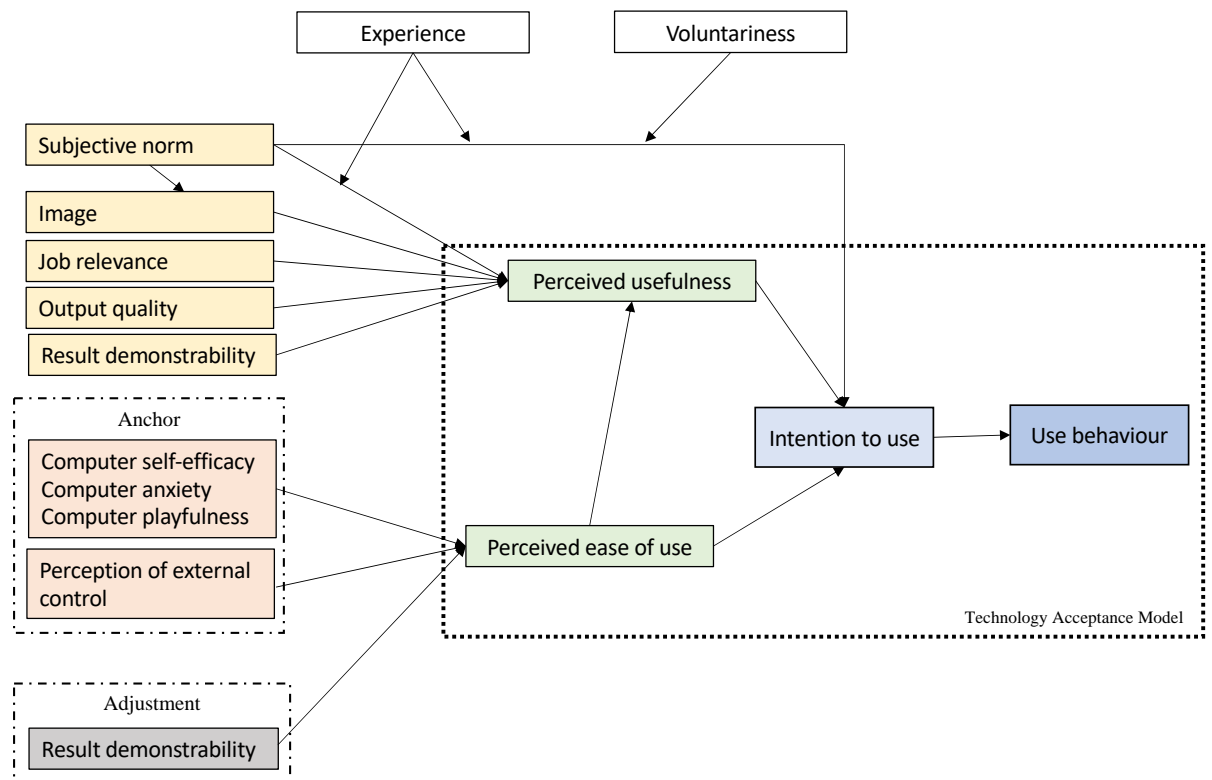 Experience
Voluntariness
Subjective norm
Image
Job relevance
Output quality
Result demonstrability
Perceived usefulness
Anchor
Computer self-efficacy
Computer anxiety
Computer playfulness
Perception of external
control
Intention to use
Use behaviour
Perceived ease of use
Technology Acceptance Model
Adjustment
Result demonstrability